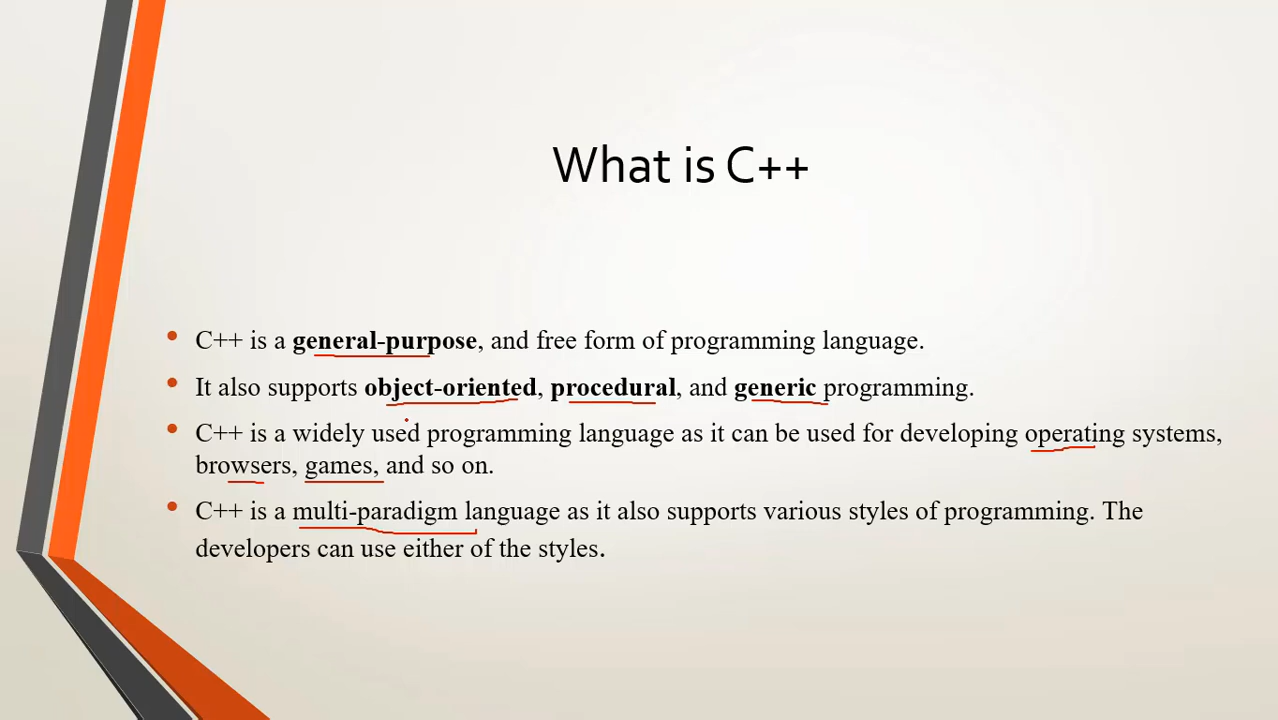 What is C++
• C++ is a general-purpose, and free form of programming language.
• It also supports object-oriented, procedural, and generic programming.
• C++ is a widely used programming language as it can be used for developing operating systems,
browsers, games, and so on.
• C++ is a multi-paradigm language as it also supports various styles of programming. The
developers can use either of the styles.